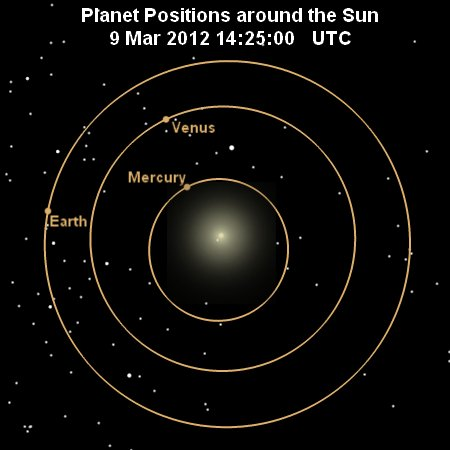 Planet Positions around the Sun
9 Mar 2012 14:25:00 UTC
Venus
Mercury
Earth